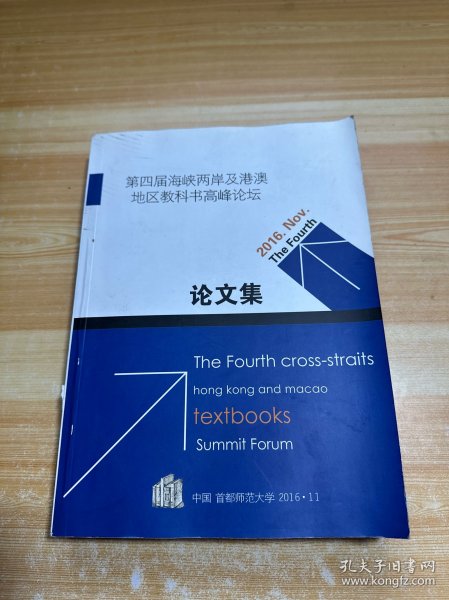 第四届海峡两岸及港澳
地区教科书高峰论坛
2016. Nov.
The Fourth
论文集
The Fourth cross-straits
hong kong and macao
textbooks
Summit Forum
中国 首都师范大学 2016·11
孔夫子旧书网
www.kongfz.com